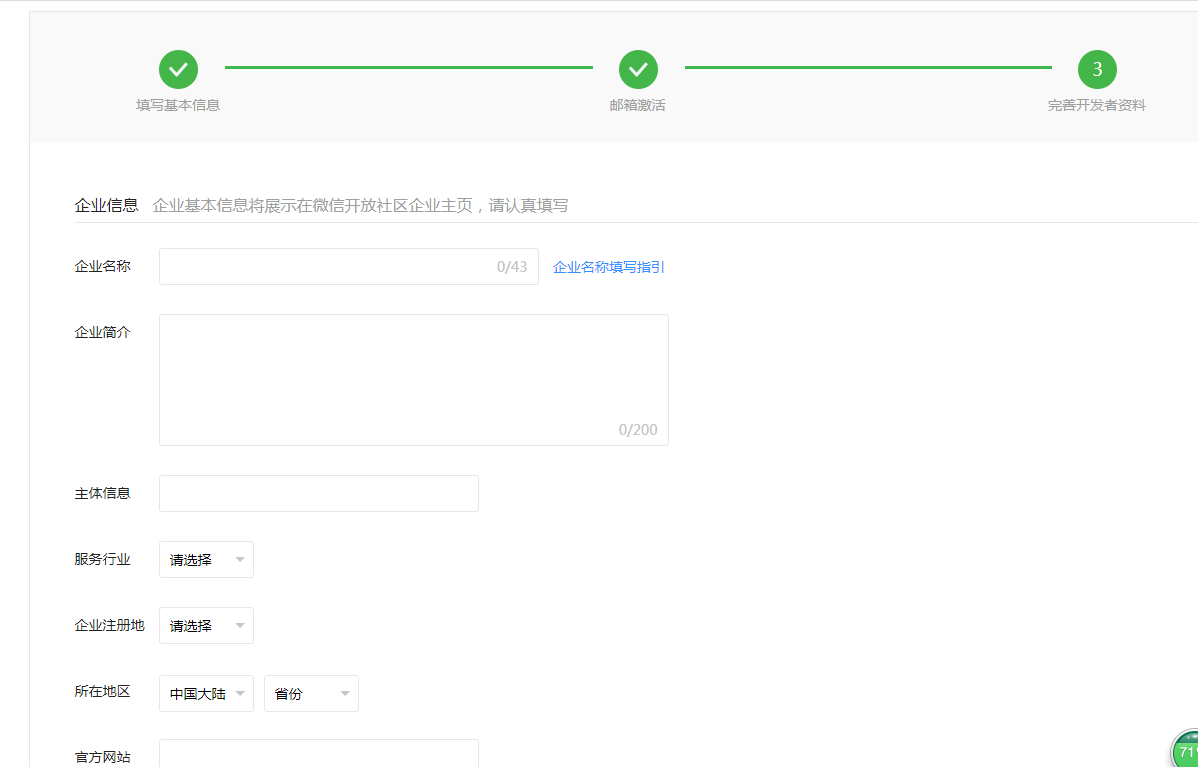 3
填写基本信息
邮箱激活
完善开发者资料
企业信息 企业基本信息将展示在微信开放社区企业主页，请认真填写
企业名称 0/43 企业名称填写指引
企业简介
0/200
主体信息
服务行业 请选择
企业注册地 请选择
所在地区 中国大陆 省份
官方网站
71